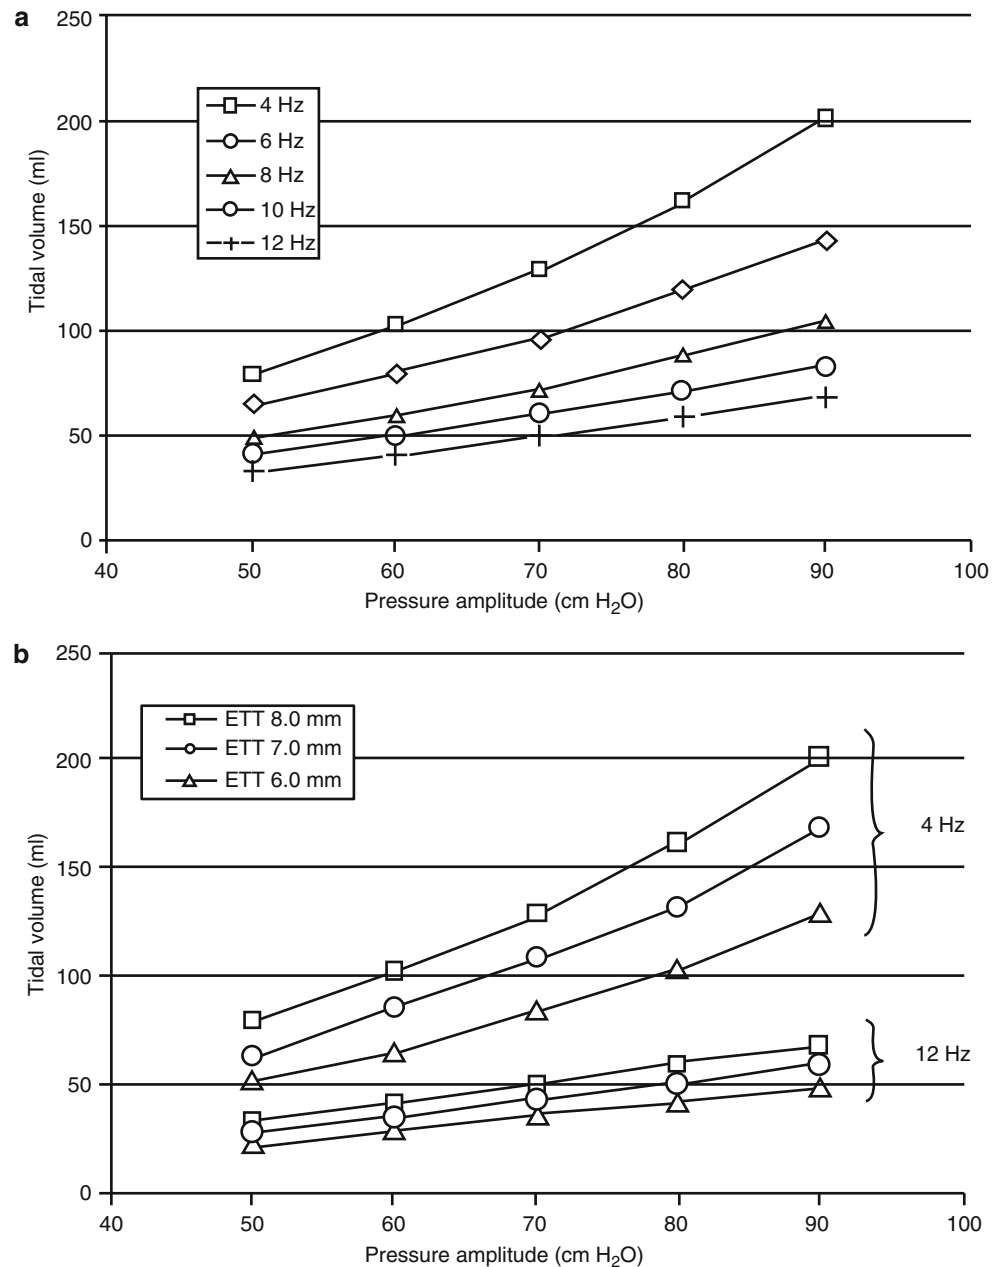 a
250
200
150
100
50
0
Tidal volume (ml)
4 Hz
6 Hz
8 Hz
10 Hz
12 Hz
40 50 60 70 80 90 100
Pressure amplitude (cm H₂O)
b
250
200
150
100
50
0
Tidal volume (ml)
ETT 8.0 mm
ETT 7.0 mm
ETT 6.0 mm
4 Hz
12 Hz
40 50 60 70 80 90 100
Pressure amplitude (cm H₂O)